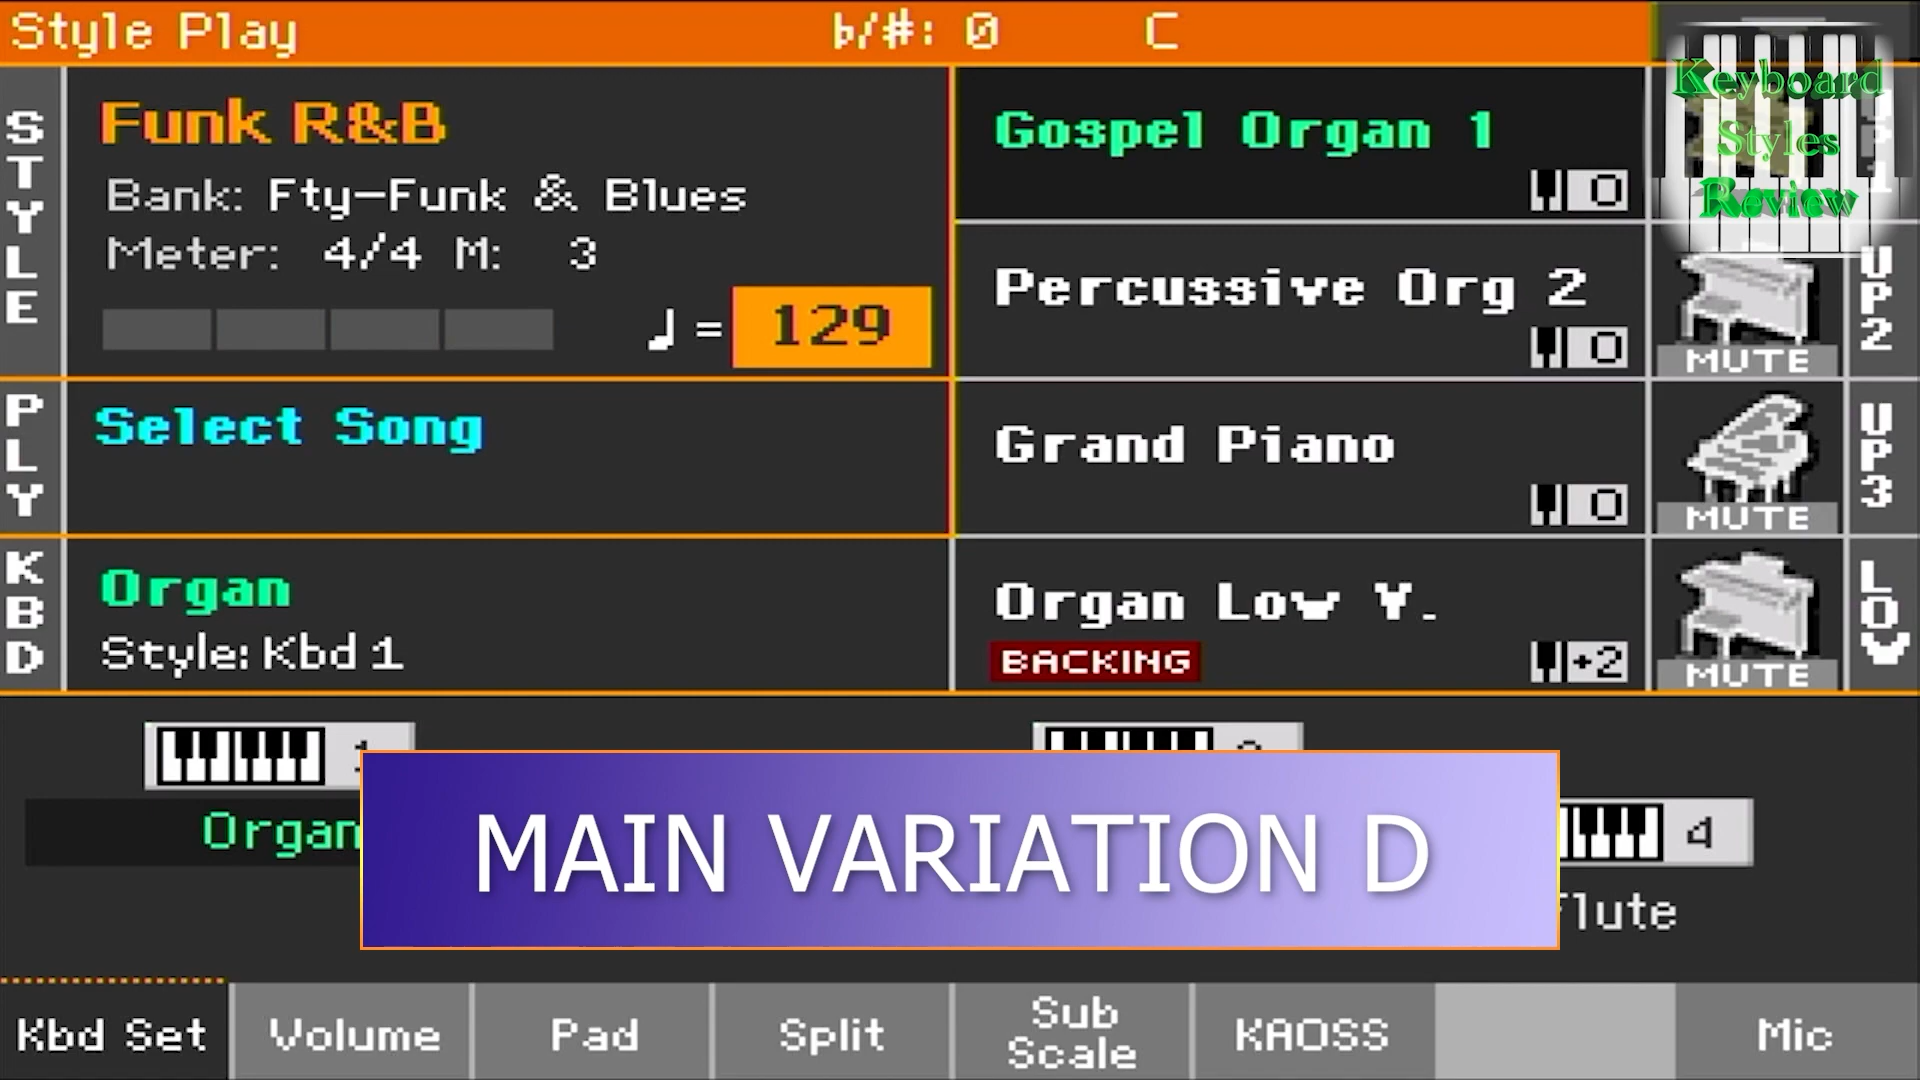 Style Play ♭/#: 0 C
Keyboard
Styles
Review
STYLE
Funk R&B
Bank: Fty-Funk & Blues
Meter: 4/4 M: 3
♩ = 129
Gospel Organ 1
0
Percussive Org 2
0
MUTE
UP2
PLY
Select Song
Grand Piano
0
MUTE
UP3
KBD
Organ
Style: Kbd 1
Organ Low V.
BACKING
+2
MUTE
LOW
1
4
Organ
Flute
MAIN VARIATION D
Kbd Set
Volume
Pad
Split
Sub
Scale
KAOSS
Mic